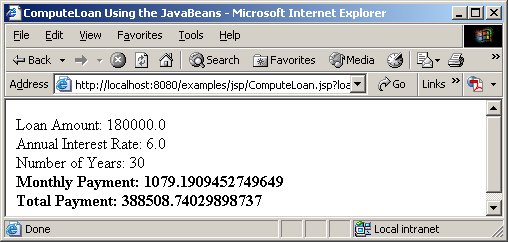 ComputeLoan Using the JavaBeans - Microsoft Internet Explorer
File Edit View Favorites Tools Help
Back Search Favorites Media
Address http://localhost:8080/examples/jsp/ComputeLoan.jsp?loa Go Links
Loan Amount: 180000.0
Annual Interest Rate: 6.0
Number of Years: 30
Monthly Payment: 1079.1909452749649
Total Payment: 388508.74029898737
Done Local intranet